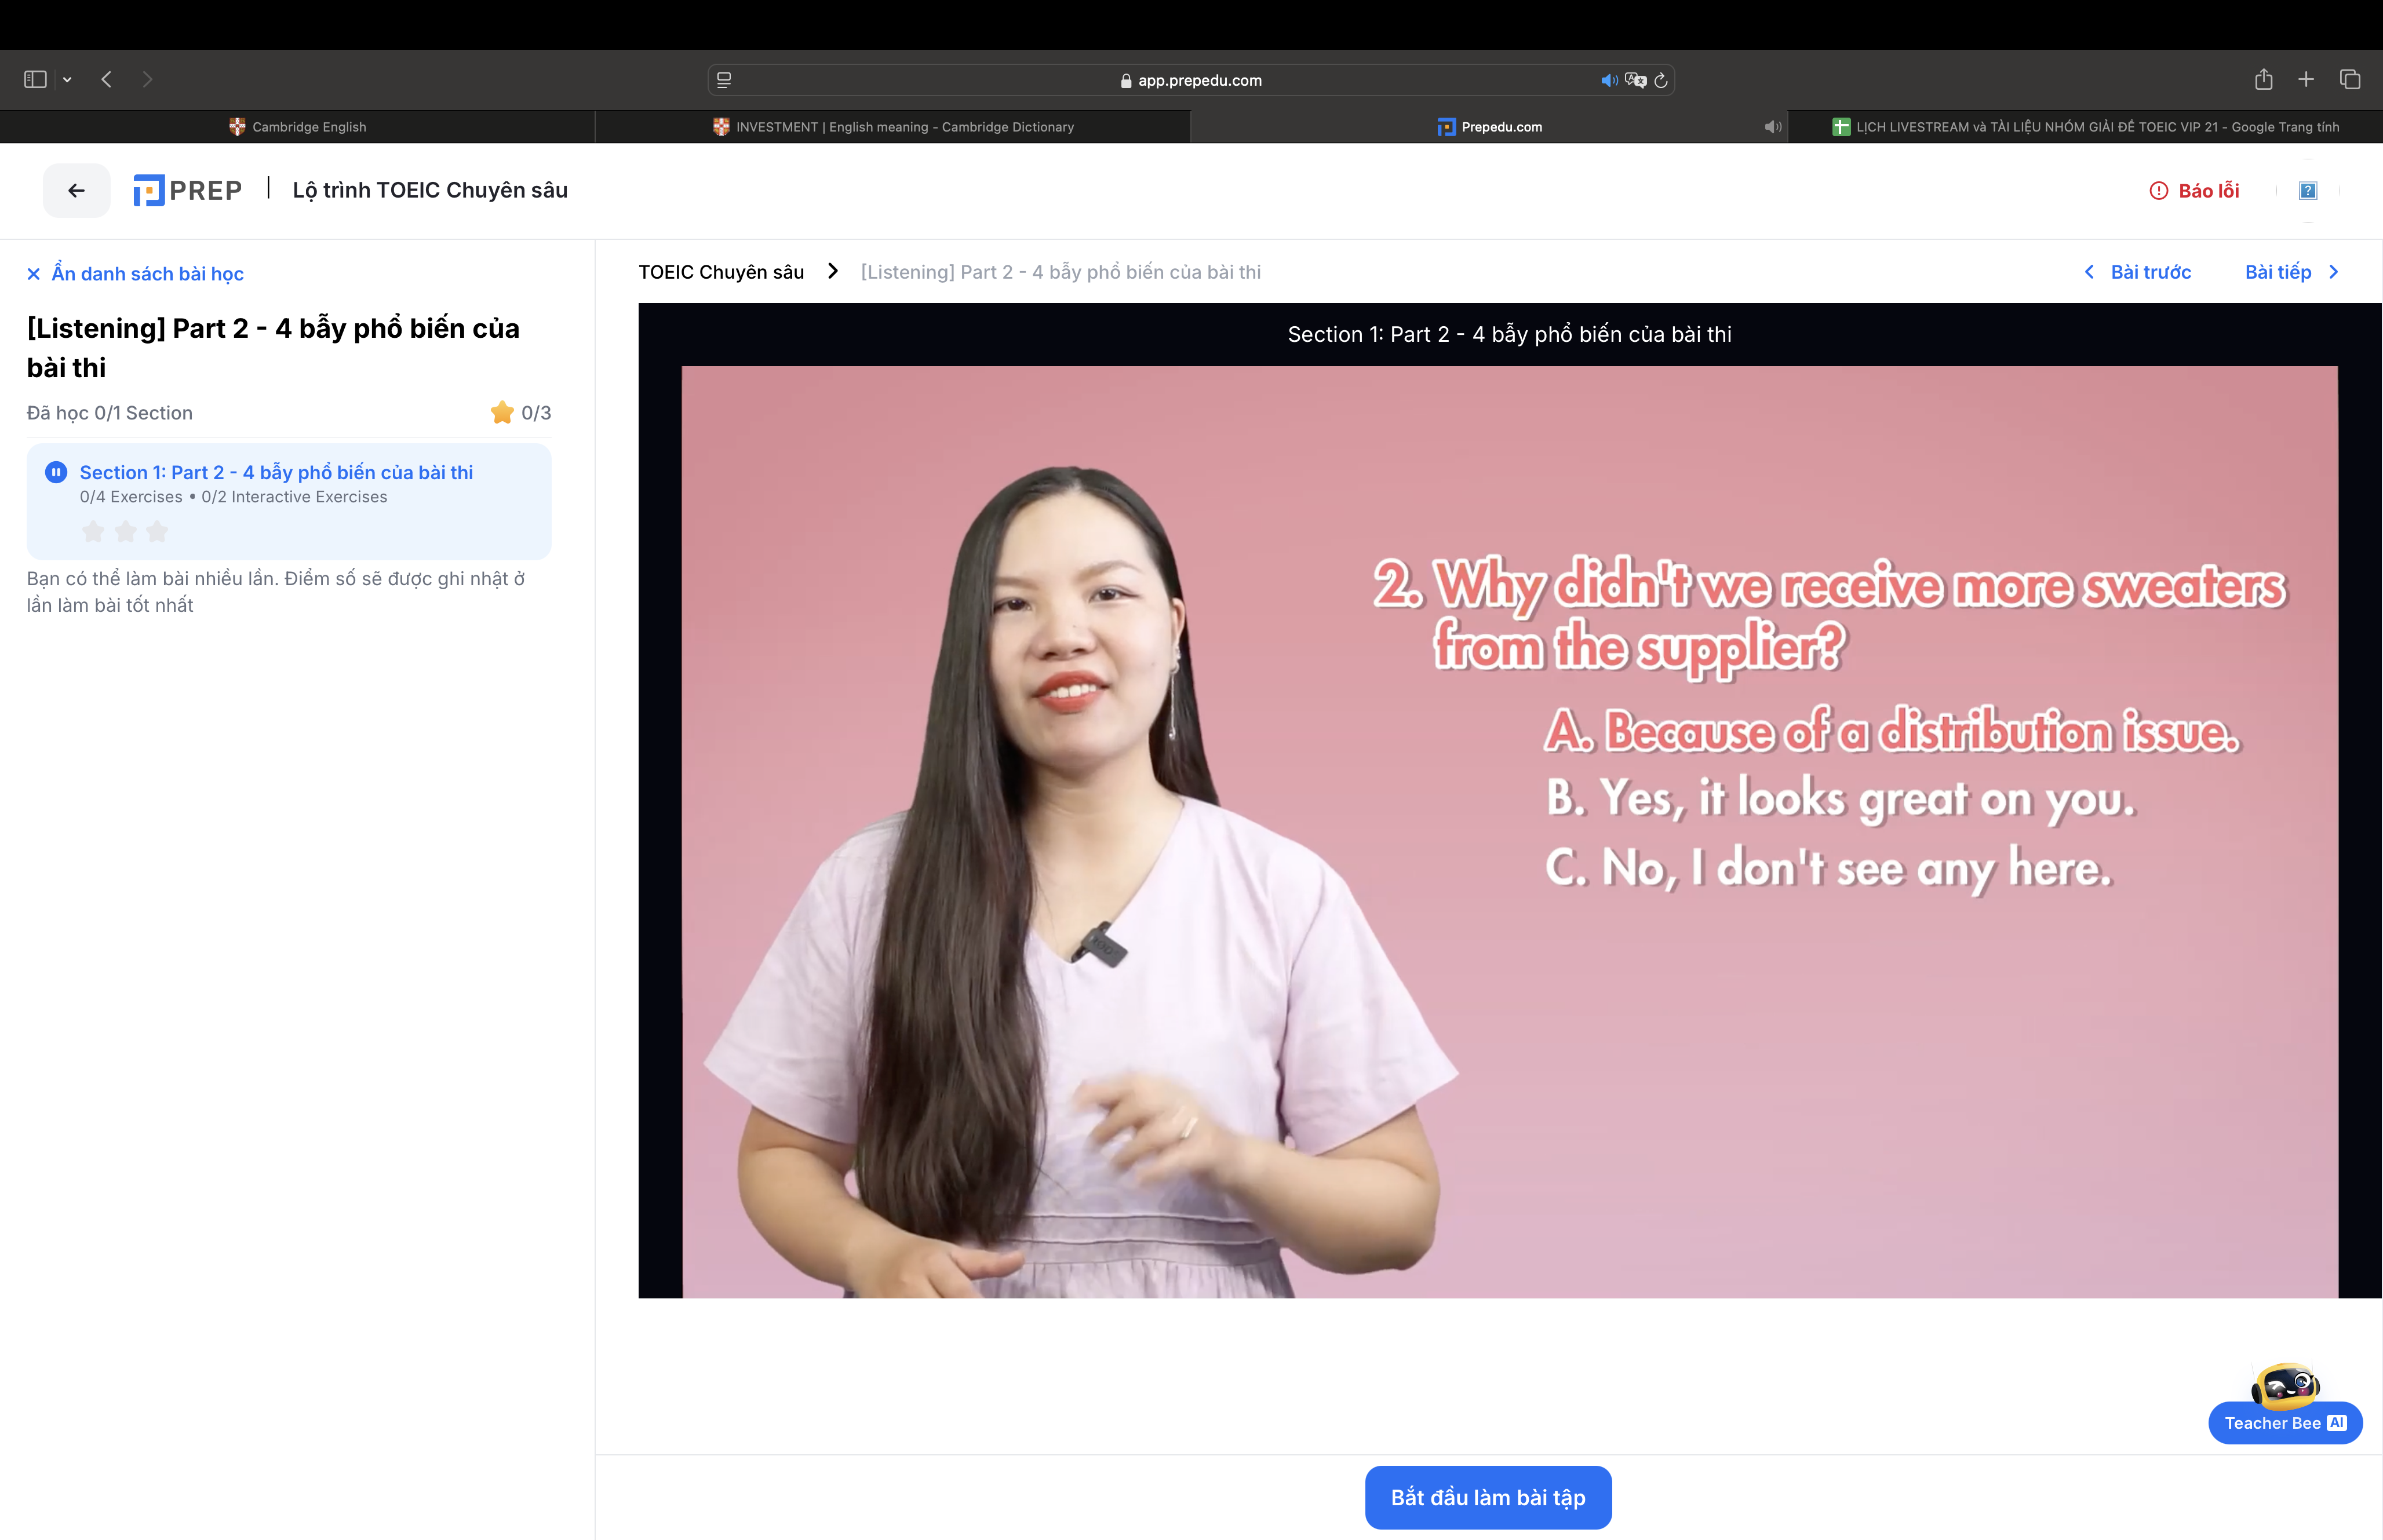 app.prepedu.com
Cambridge English
INVESTMENT | English meaning - Cambridge Dictionary
Prepedu.com
LỊCH LIVESTREAM và TÀI LIỆU NHÓM GIẢI ĐỀ TOEIC VIP 21 - Google Trang tính
PREP
Lộ trình TOEIC Chuyên sâu
Báo lỗi
Ẩn danh sách bài học
[Listening] Part 2 - 4 bẫy phổ biến của
bài thi
Đã học 0/1 Section
0/3
Section 1: Part 2 - 4 bẫy phổ biến của bài thi
0/4 Exercises • 0/2 Interactive Exercises
Bạn có thể làm bài nhiều lần. Điểm số sẽ được ghi nhật ở
lần làm bài tốt nhất
TOEIC Chuyên sâu
[Listening] Part 2 - 4 bẫy phổ biến của bài thi
Bài trước
Bài tiếp
Section 1: Part 2 - 4 bẫy phổ biến của bài thi
2. Why didn't we receive more sweaters
from the supplier?
A. Because of a distribution issue.
B. Yes, it looks great on you.
C. No, I don't see any here.
Teacher Bee AI
Bắt đầu làm bài tập